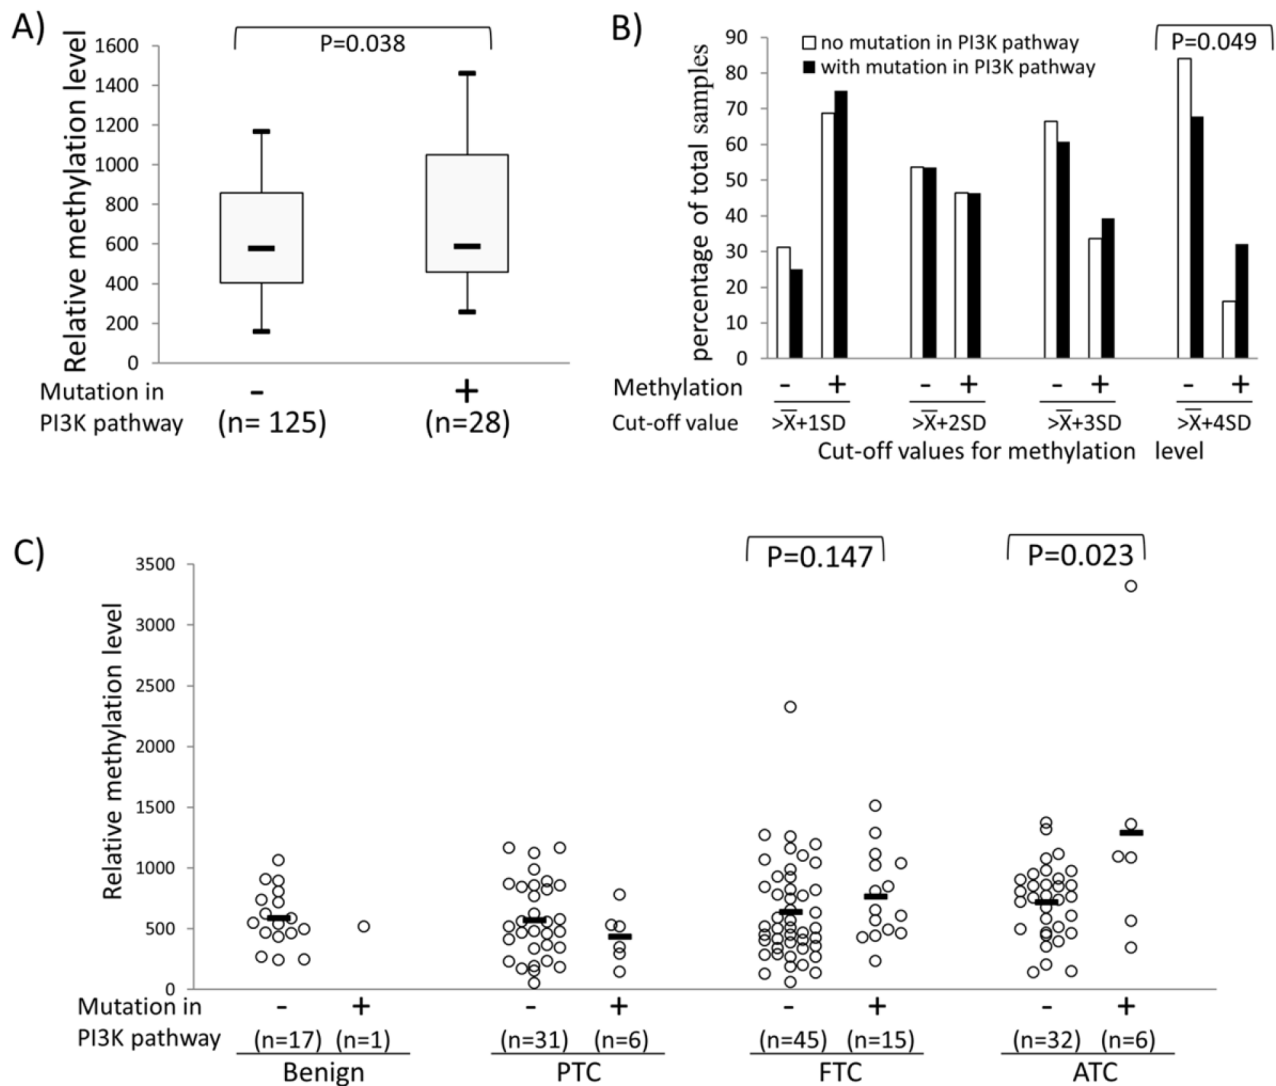 A)
P=0.038
Relative methylation level
1600
1400
1200
1000
800
600
400
200
0
Mutation in - +
PI3K pathway (n= 125) (n=28)
B)
P=0.049
no mutation in PI3K pathway
with mutation in PI3K pathway
percentage of total samples
90
80
70
60
50
40
30
20
10
0
Methylation - + - + - + - +
Cut-off value >X̅+1SD >X̅+2SD >X̅+3SD >X̅+4SD
Cut-off values for methylation level
C)
P=0.147
P=0.023
Relative methylation level
3500
3000
2500
2000
1500
1000
500
0
Mutation in - + - + - + - +
PI3K pathway (n=17) (n=1) (n=31) (n=6) (n=45) (n=15) (n=32) (n=6)
Benign PTC FTC ATC